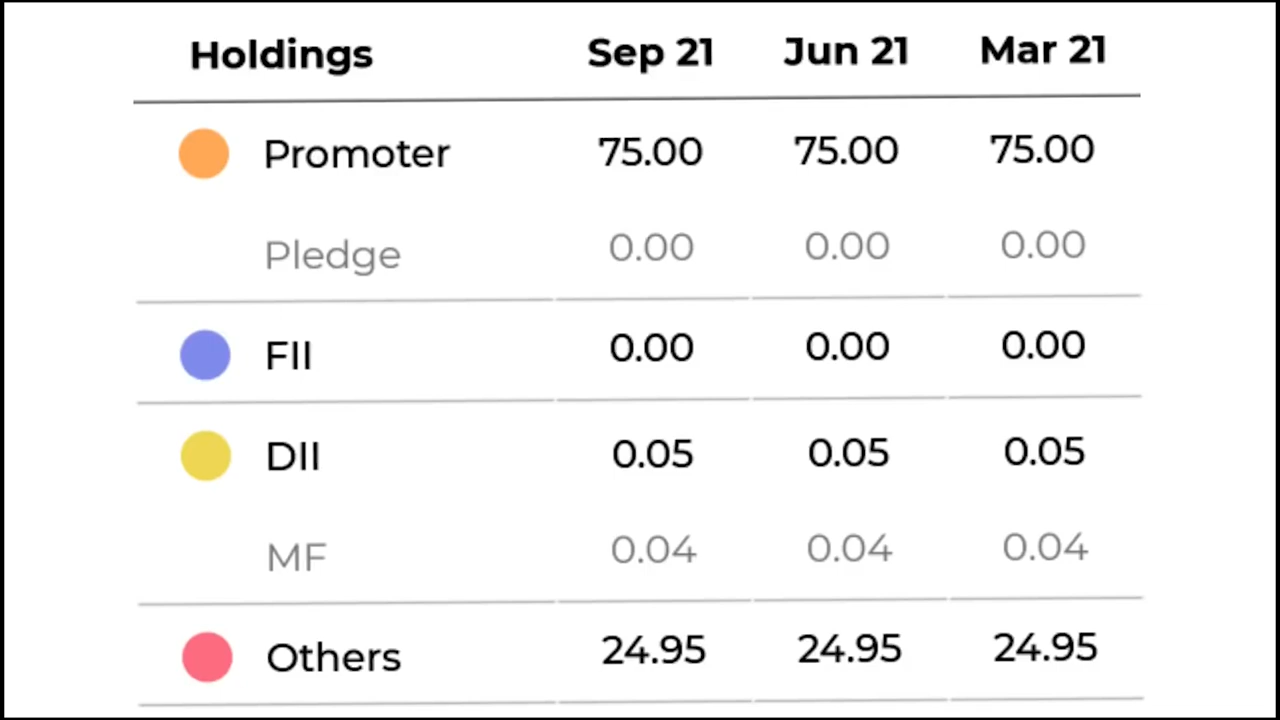 Holdings Sep 21 Jun 21 Mar 21
Promoter 75.00 75.00 75.00
Pledge 0.00 0.00 0.00
FII 0.00 0.00 0.00
DII 0.05 0.05 0.05
MF 0.04 0.04 0.04
Others 24.95 24.95 24.95